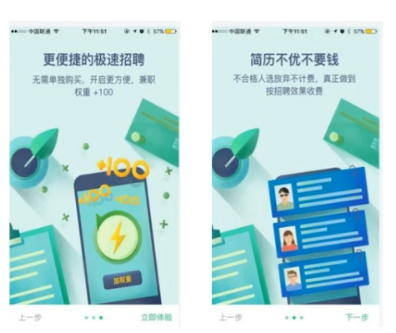 中国联通 下午11:51 57%
更便捷的极速招聘
无需单独购买，开启更方便，兼职
权重 +100
+100
+100
加权重
上一步 立即体验
中国联通 下午11:51 57%
简历不优不要钱
不合格人选放弃不计费，真正做到
按招聘效果收费
上一步 下一步